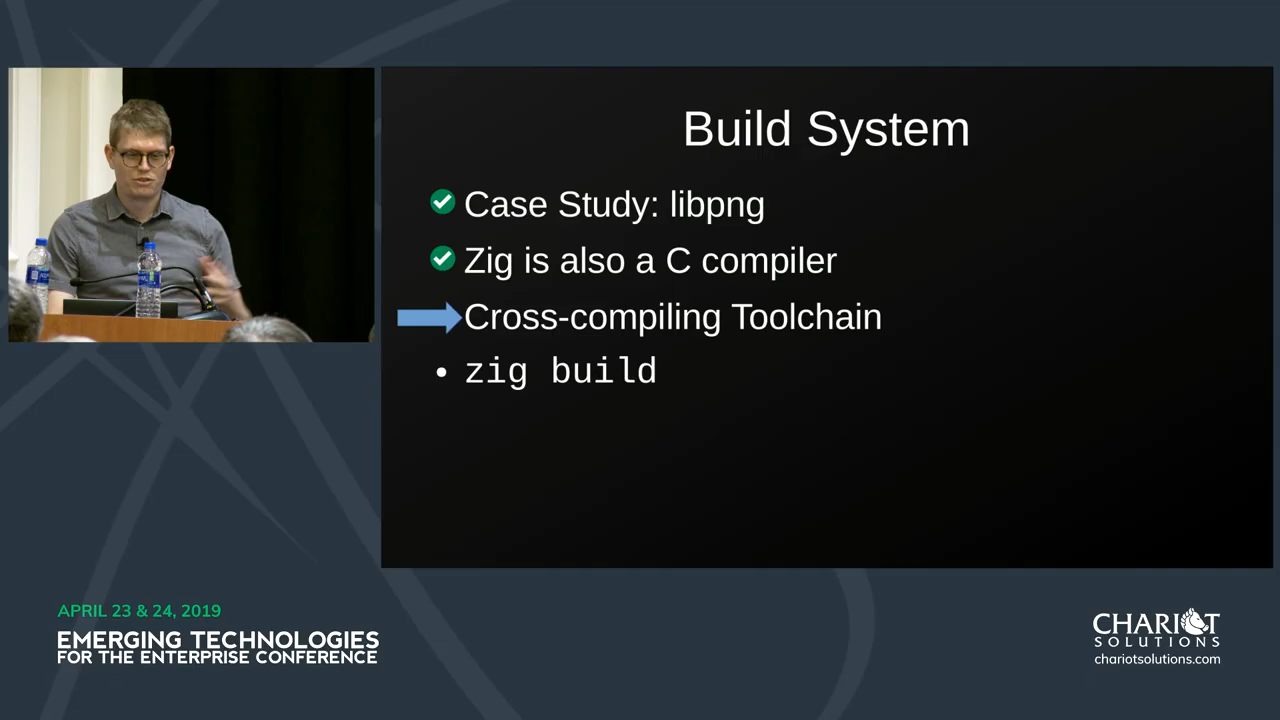 Build System
Case Study: libpng
Zig is also a C compiler
Cross-compiling Toolchain
• zig build
APRIL 23 & 24, 2019
EMERGING TECHNOLOGIES
FOR THE ENTERPRISE CONFERENCE
CHARIOT
SOLUTIONS
chariotsolutions.com